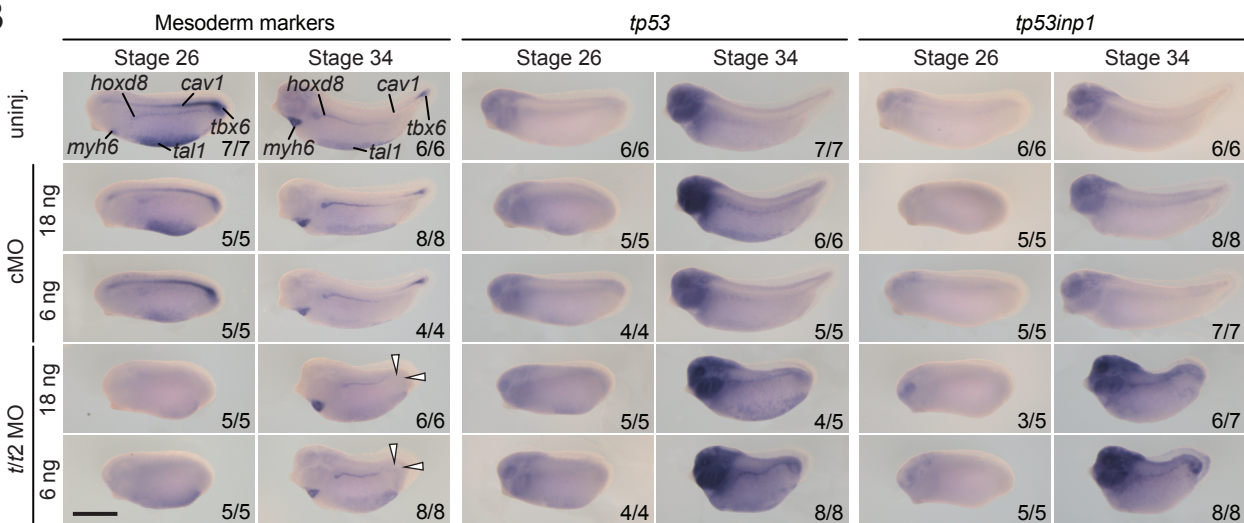 B
Mesoderm markers tp53 tp53inp1
Stage 26 Stage 34 Stage 26 Stage 34 Stage 26 Stage 34
uninj.
hoxd8 cav1 hoxd8 cav1
myh6 tal1 tbx6 myh6 tal1 tbx6
7/7 6/6 6/6 7/7 6/6 6/6
cMO
18 ng
5/5 8/8 5/5 6/6 5/5 8/8
6 ng
5/5 4/4 4/4 5/5 5/5 7/7
t/t2 MO
18 ng
5/5 6/6 5/5 4/5 3/5 6/7
6 ng
5/5 8/8 4/4 8/8 5/5 8/8